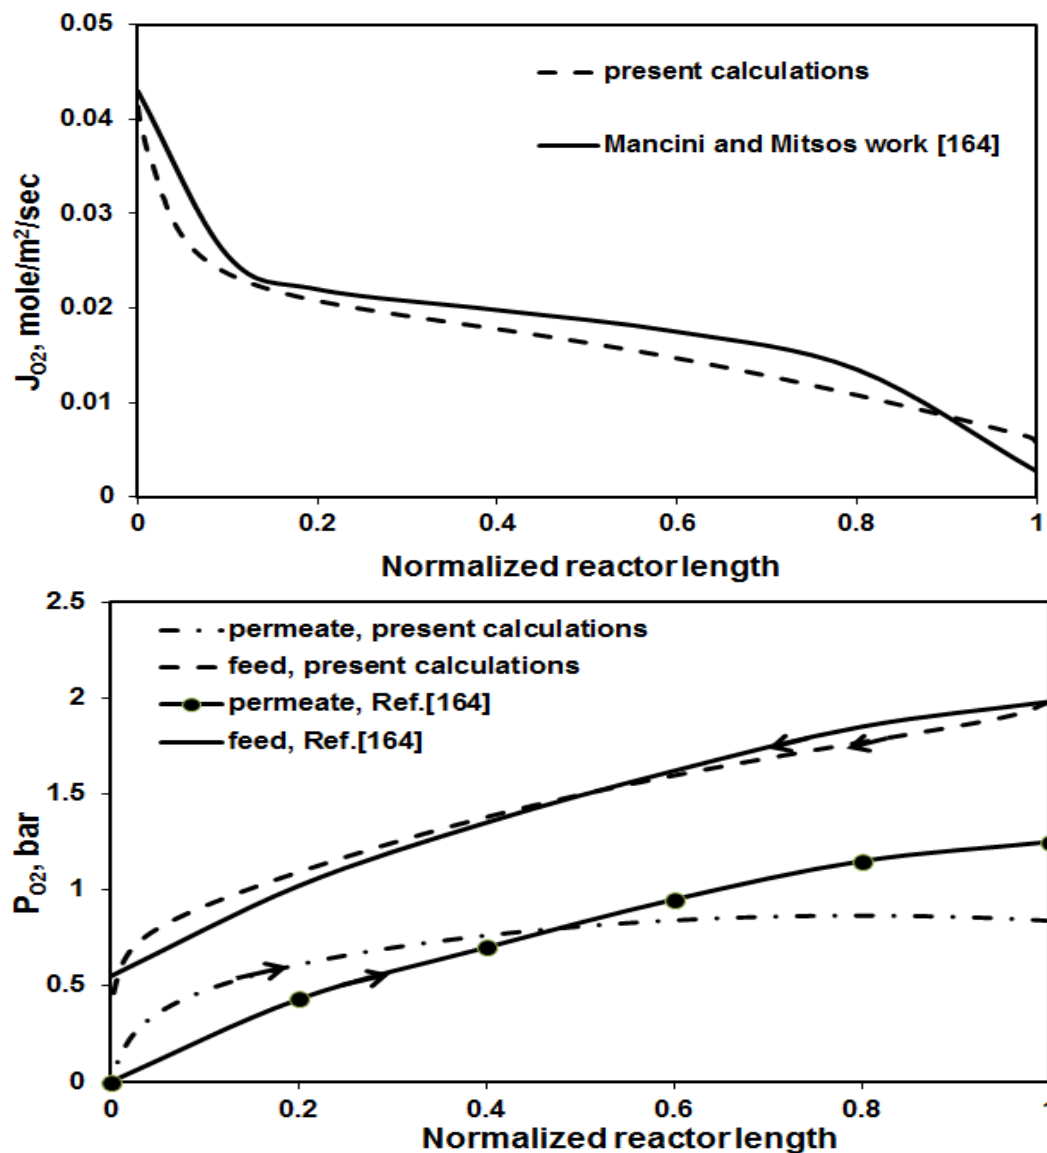 0.05
0.04
0.03
0.02
0.01
0
J_O2, mole/m²/sec
present calculations
Mancini and Mitsos work [164]
0 0.2 0.4 0.6 0.8 1
Normalized reactor length
2.5
2
1.5
1
0.5
0
P_O2, bar
permeate, present calculations
feed, present calculations
permeate, Ref.[164]
feed, Ref.[164]
0 0.2 0.4 0.6 0.8 1
Normalized reactor length